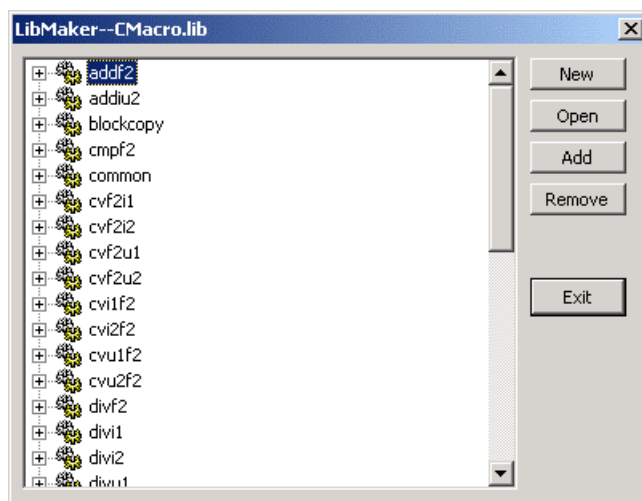 LibMaker--CMacro.lib
addf2
addiu2
blockcopy
cmpf2
common
cvf2i1
cvf2i2
cvf2u1
cvf2u2
cvi1f2
cvi2f2
cvu1f2
cvu2f2
divf2
divi1
divi2
divu1
New
Open
Add
Remove
Exit